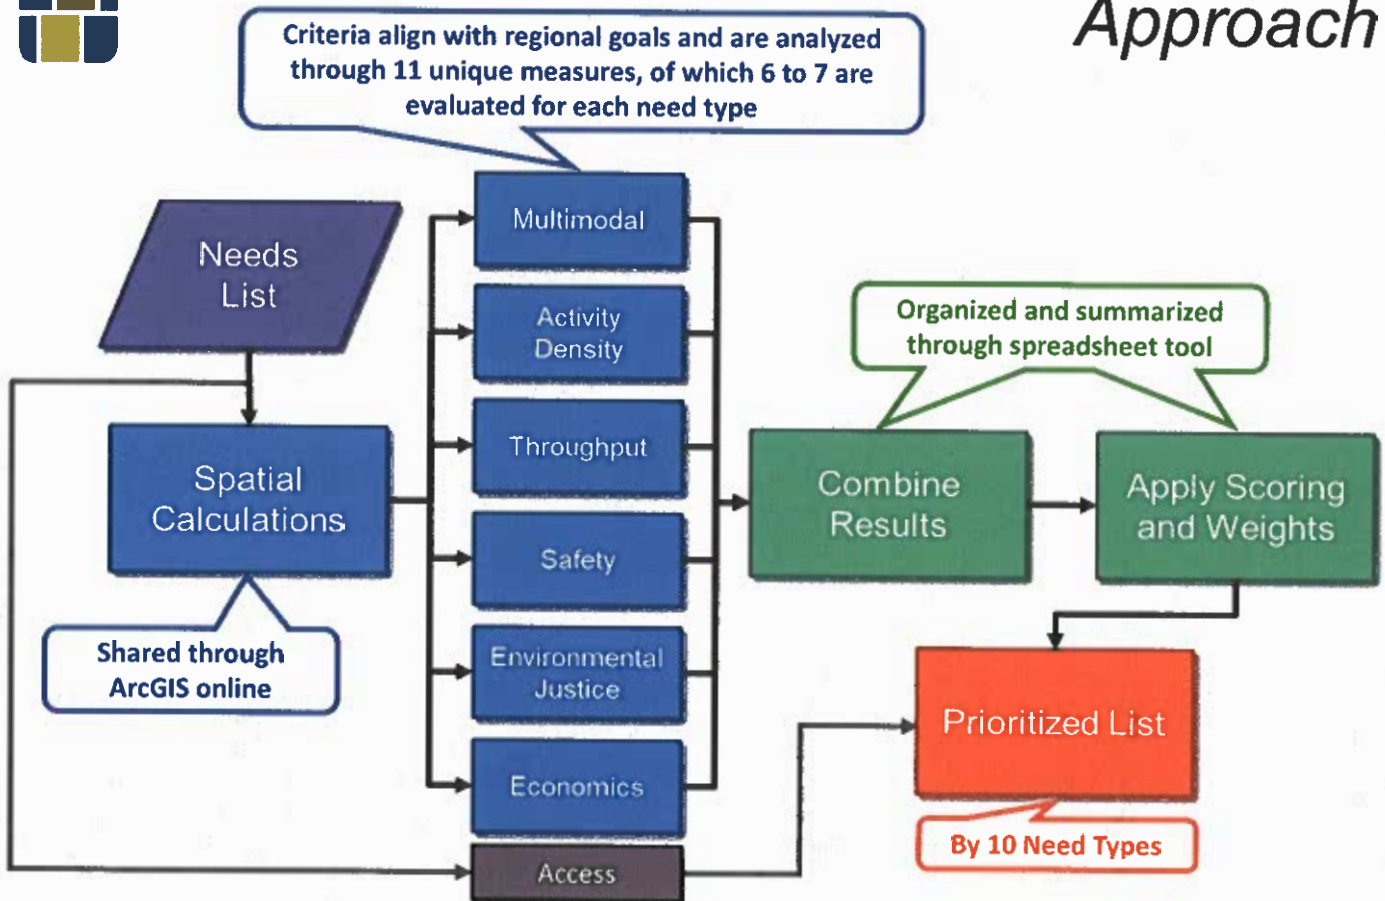 Approach
Criteria align with regional goals and are analyzed
through 11 unique measures, of which 6 to 7 are
evaluated for each need type
Needs
List
Multimodal
Activity
Density
Throughput
Safety
Environmental
Justice
Economics
Access
Spatial
Calculations
Shared through
ArcGIS online
Organized and summarized
through spreadsheet tool
Combine
Results
Apply Scoring
and Weights
Prioritized List
By 10 Need Types